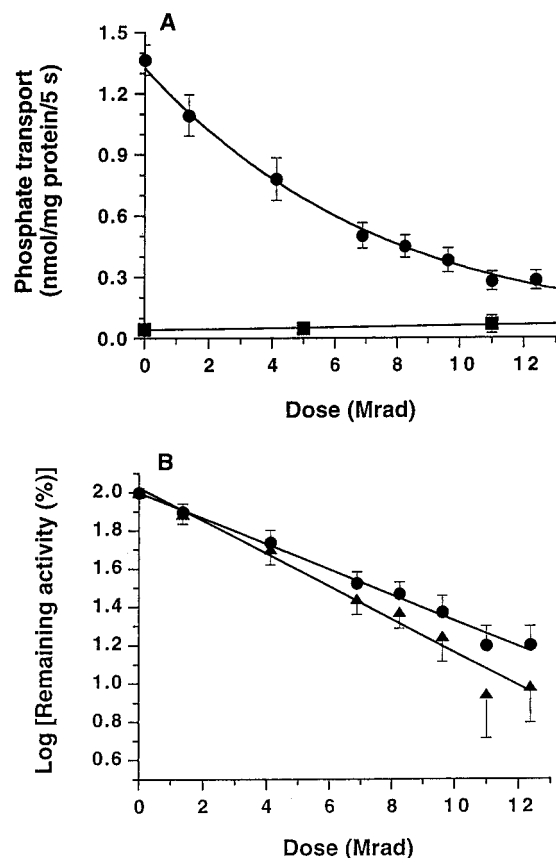 A
Phosphate transport
(nmol/mg protein/5 s)
1.5
1.2
0.9
0.6
0.3
0.0
0 2 4 6 8 10 12
Dose (Mrad)
B
Log [Remaining activity (%)]
2.0
1.8
1.6
1.4
1.2
1.0
0.8
0.6
0 2 4 6 8 10 12
Dose (Mrad)